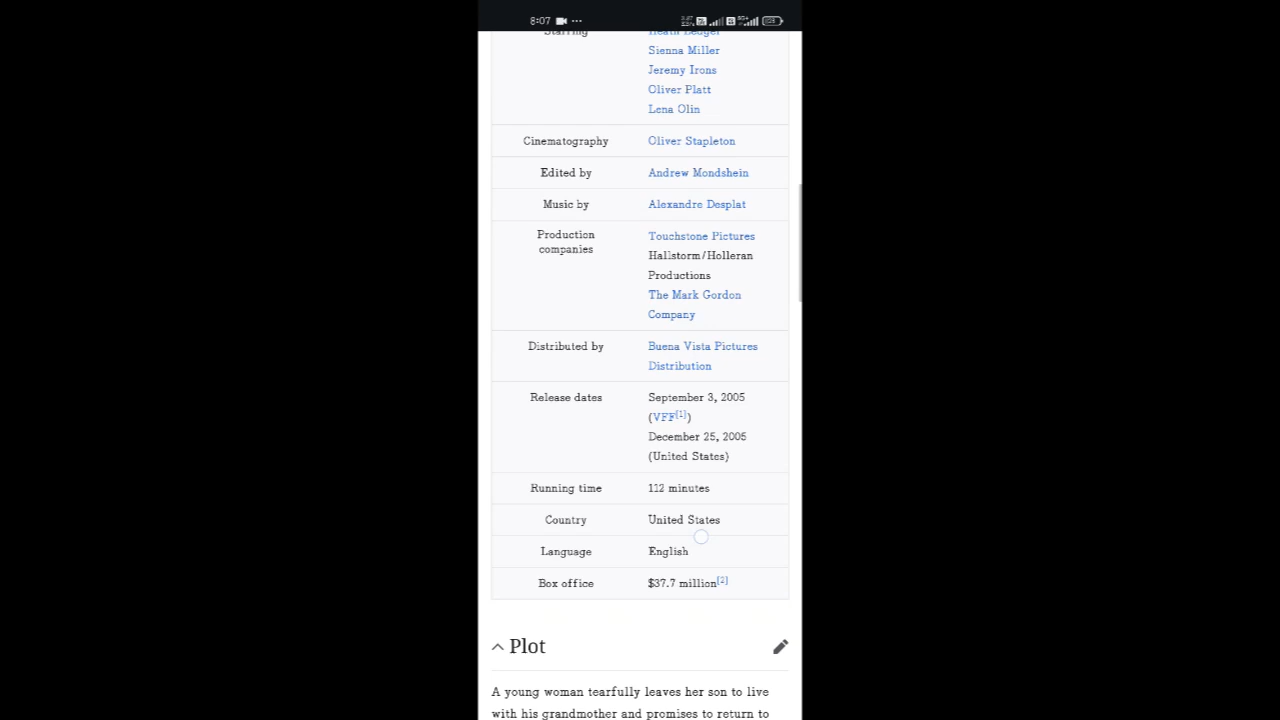 8:07
Starring
Heath Ledger
Sienna Miller
Jeremy Irons
Oliver Platt
Lena Olin
Cinematography Oliver Stapleton
Edited by Andrew Mondshein
Music by Alexandre Desplat
Production companies
Touchstone Pictures
Hallstorm/Holleran
Productions
The Mark Gordon
Company
Distributed by Buena Vista Pictures
Distribution
Release dates September 3, 2005
(VFF[1])
December 25, 2005
(United States)
Running time 112 minutes
Country United States
Language English
Box office $37.7 million[2]
Plot
A young woman tearfully leaves her son to live
with his grandmother and promises to return to